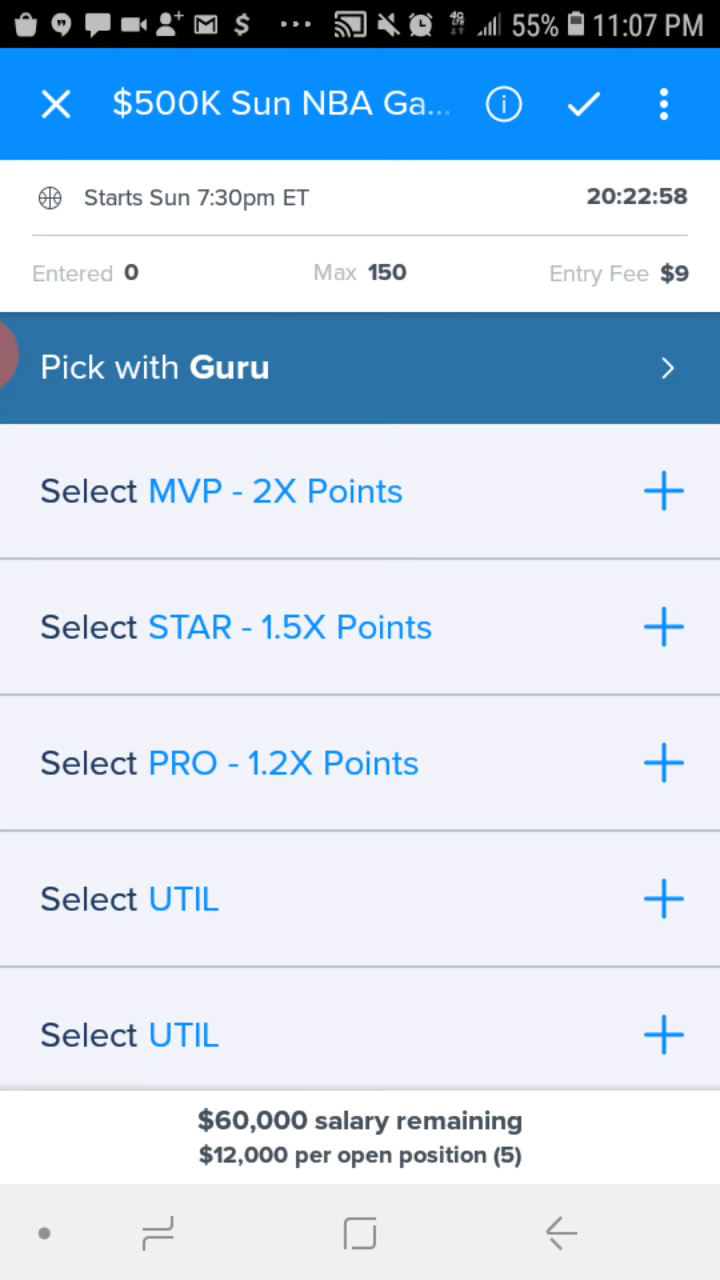 4G 55% 11:07 PM
$500K Sun NBA Ga...
Starts Sun 7:30pm ET 20:22:58
Entered 0 Max 150 Entry Fee $9
Pick with Guru
Select MVP - 2X Points
Select STAR - 1.5X Points
Select PRO - 1.2X Points
Select UTIL
Select UTIL
$60,000 salary remaining
$12,000 per open position (5)